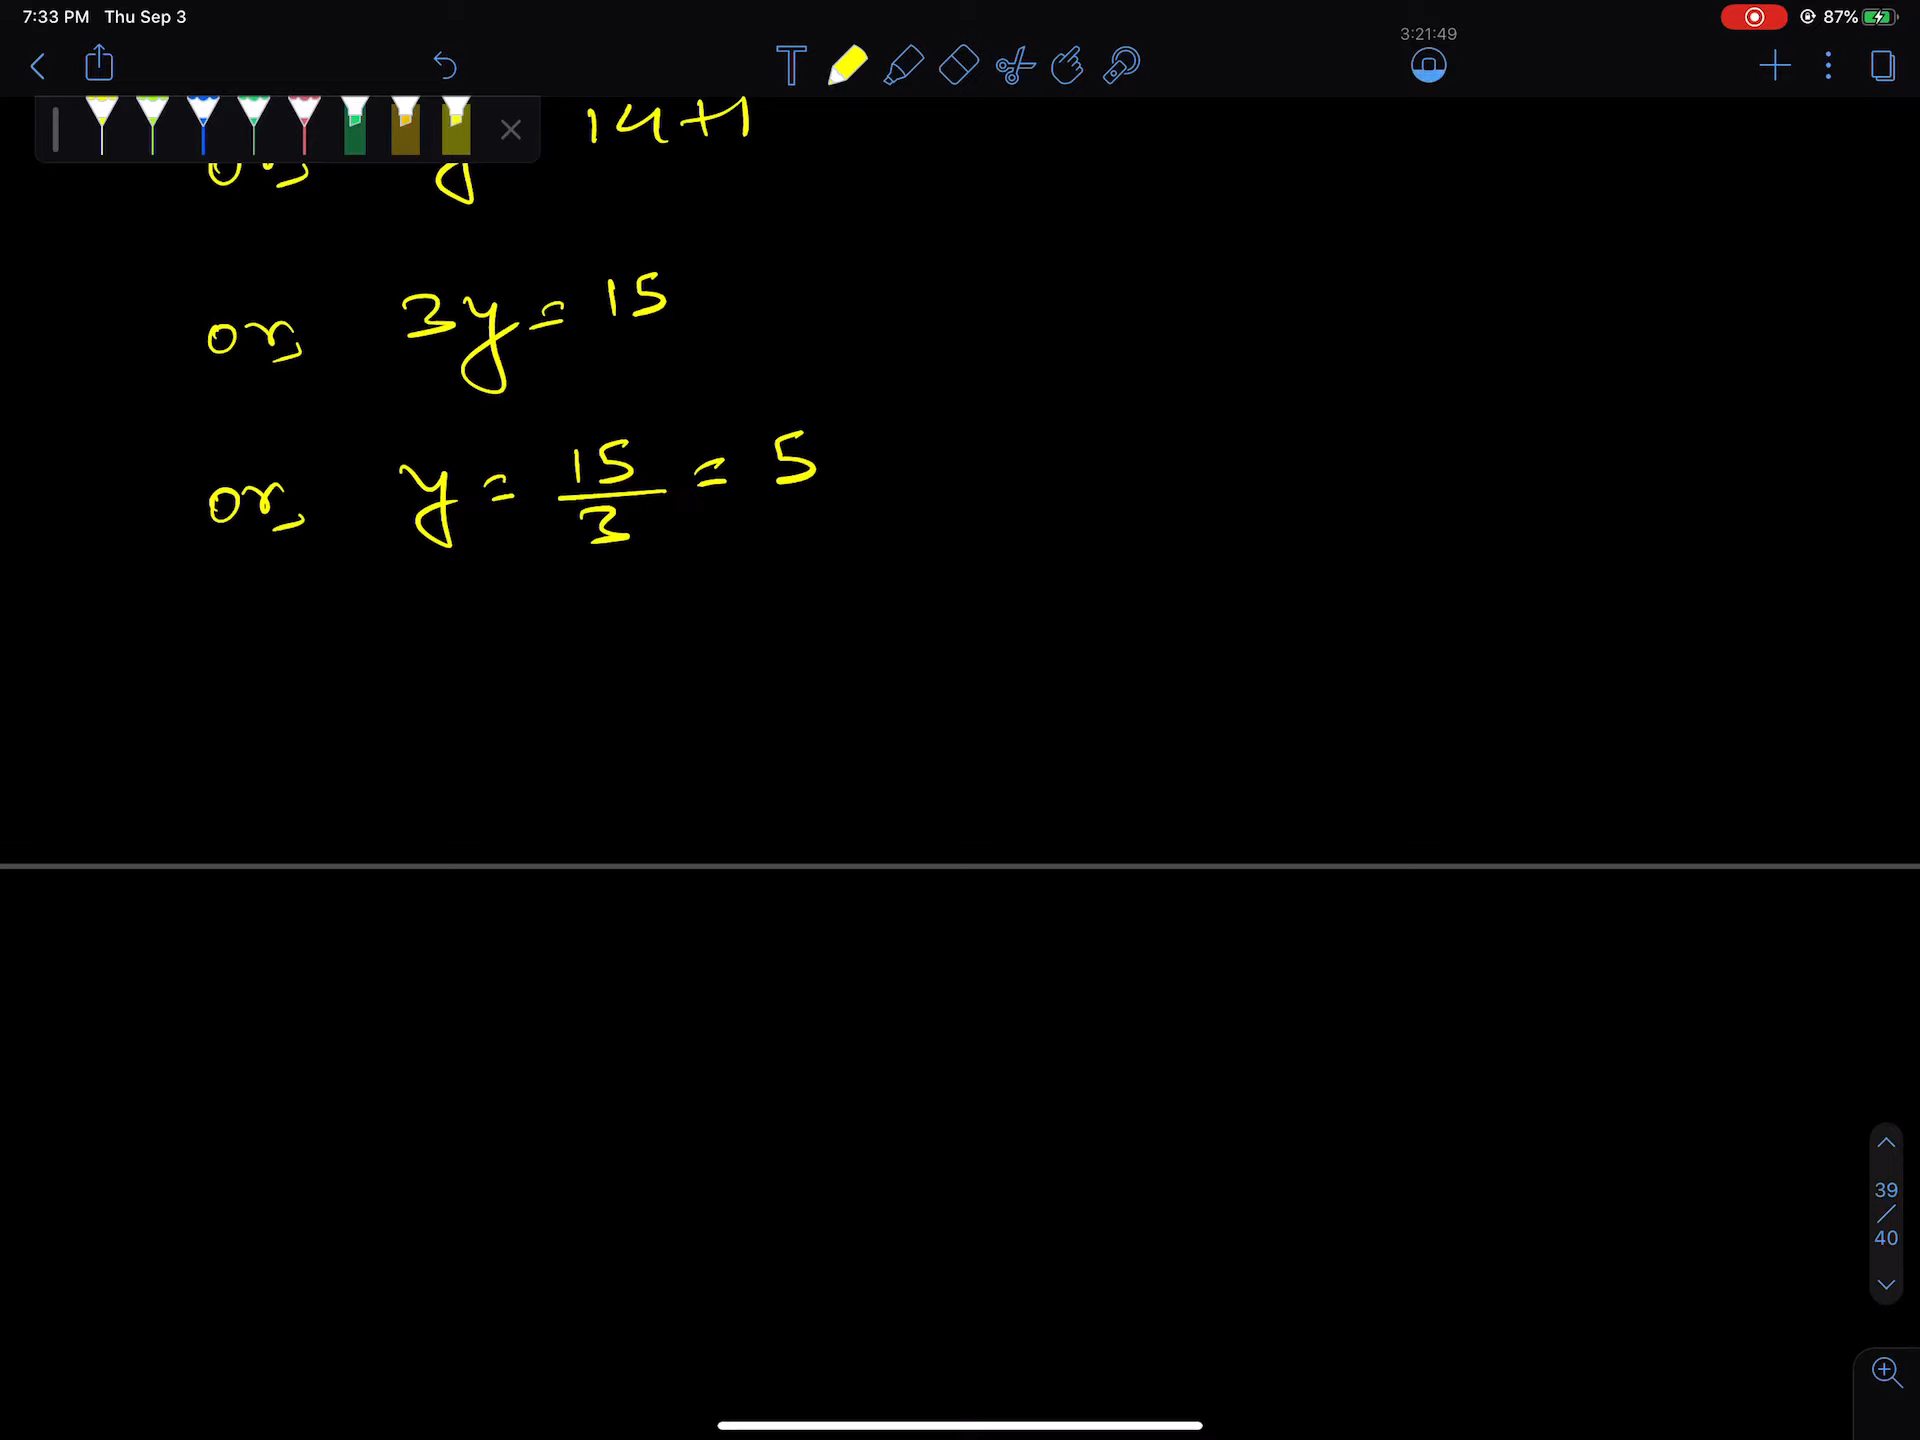 7:33 PM Thu Sep 3
87%
3:21:49
14+1
or, y
or, 3y = 15
or, y = 15/3 = 5
39
/
40